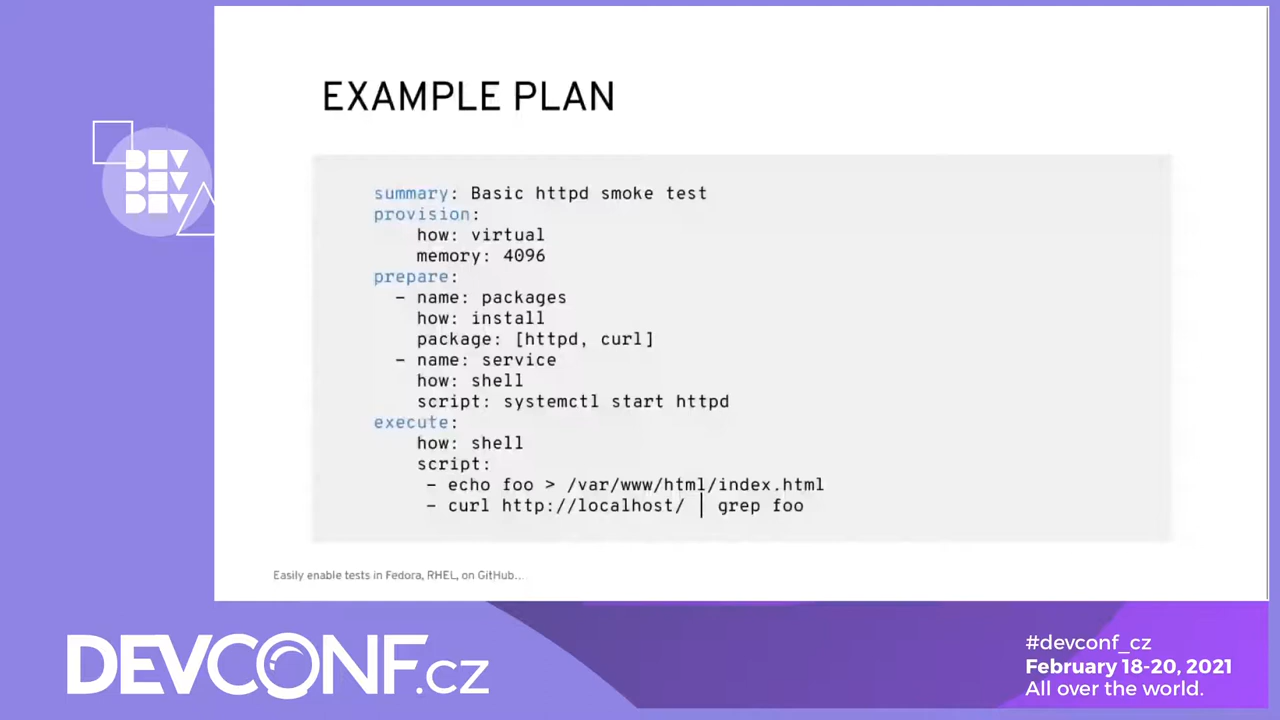 EXAMPLE PLAN
DEV
DEV
DEV
summary: Basic httpd smoke test
provision:
    how: virtual
    memory: 4096
prepare:
  - name: packages
    how: install
    package: [httpd, curl]
  - name: service
    how: shell
    script: systemctl start httpd
execute:
    how: shell
    script:
     - echo foo > /var/www/html/index.html
     - curl http://localhost/ | grep foo
Easily enable tests in Fedora, RHEL, on GitHub...
DEVCONF.cz
#devconf_cz
February 18-20, 2021
All over the world.